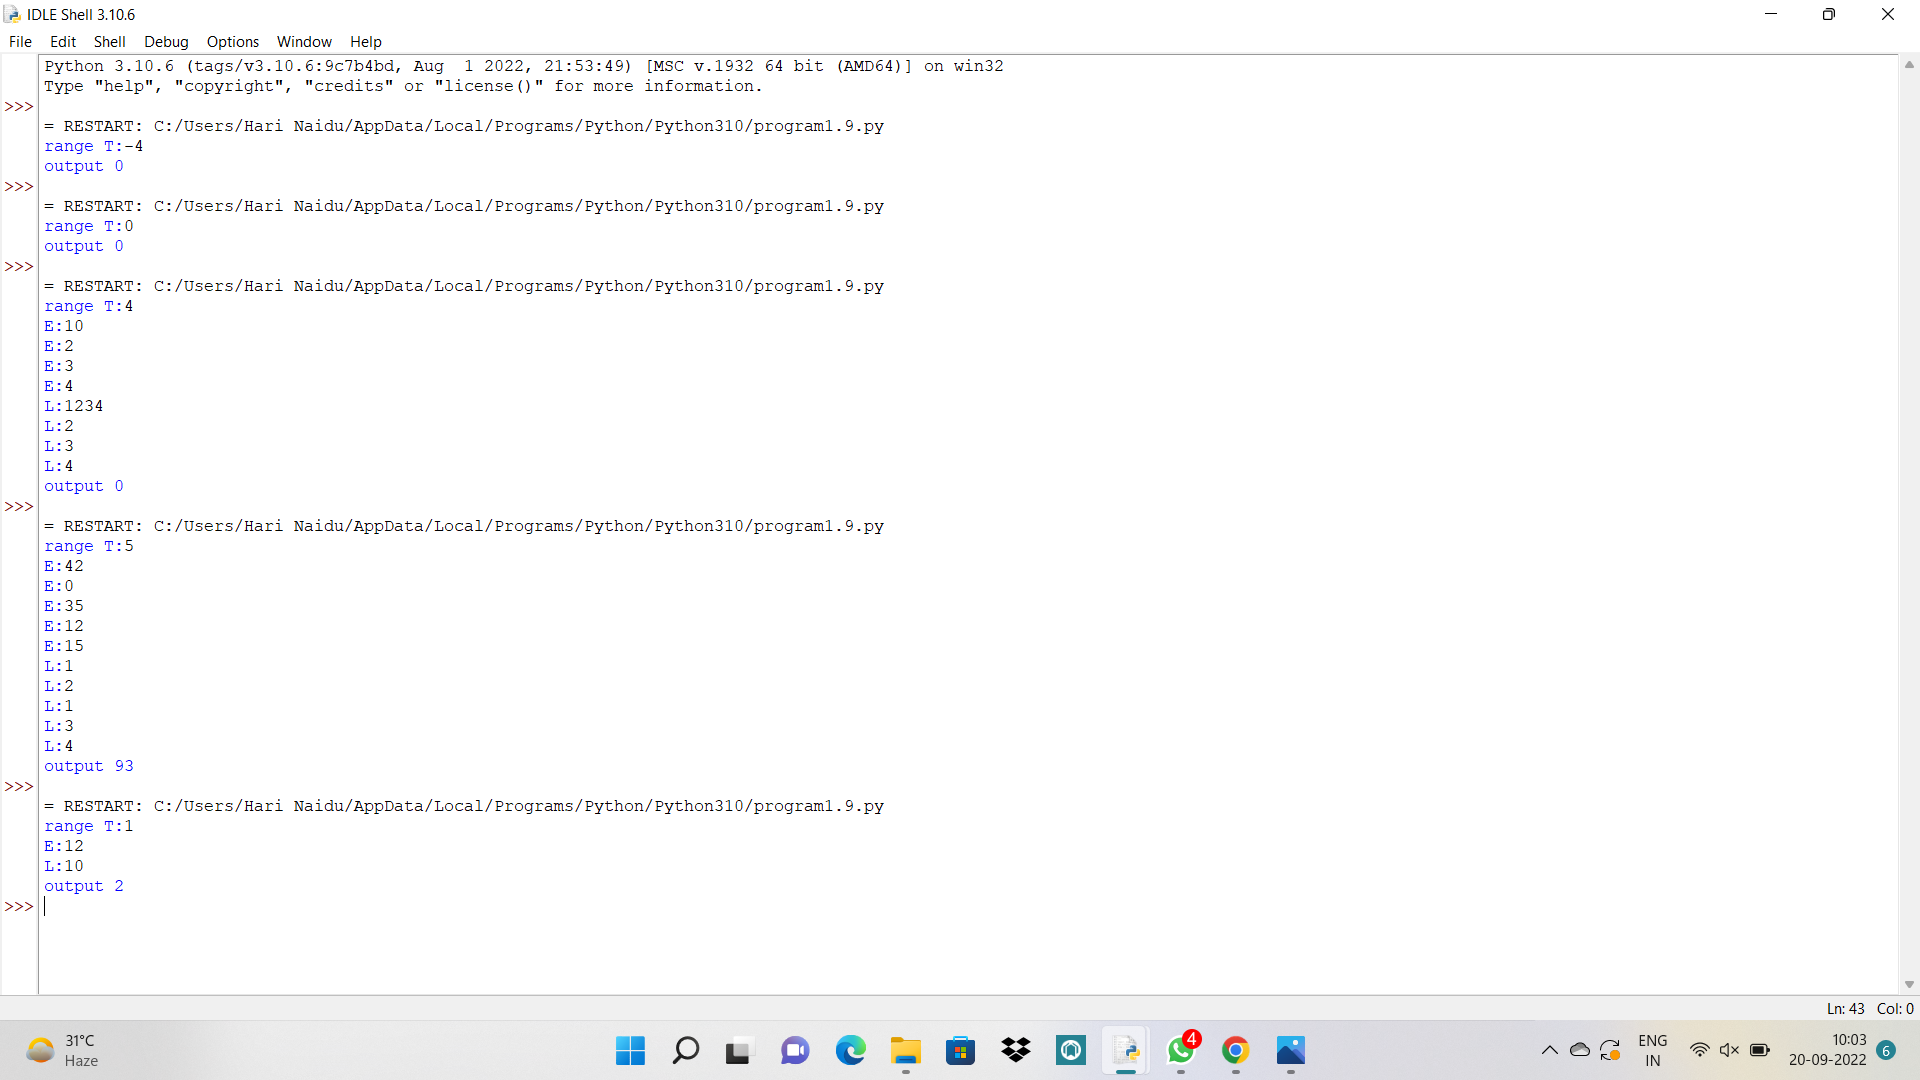 IDLE Shell 3.10.6
File Edit Shell Debug Options Window Help
Python 3.10.6 (tags/v3.10.6:9c7b4bd, Aug  1 2022, 21:53:49) [MSC v.1932 64 bit (AMD64)] on win32
Type "help", "copyright", "credits" or "license()" for more information.
>>>
= RESTART: C:/Users/Hari Naidu/AppData/Local/Programs/Python/Python310/program1.9.py
range T:-4
output 0
>>>
= RESTART: C:/Users/Hari Naidu/AppData/Local/Programs/Python/Python310/program1.9.py
range T:0
output 0
>>>
= RESTART: C:/Users/Hari Naidu/AppData/Local/Programs/Python/Python310/program1.9.py
range T:4
E:10
E:2
E:3
E:4
L:1234
L:2
L:3
L:4
output 0
>>>
= RESTART: C:/Users/Hari Naidu/AppData/Local/Programs/Python/Python310/program1.9.py
range T:5
E:42
E:0
E:35
E:12
E:15
L:1
L:2
L:1
L:3
L:4
output 93
>>>
= RESTART: C:/Users/Hari Naidu/AppData/Local/Programs/Python/Python310/program1.9.py
range T:1
E:12
L:10
output 2
>>>
Ln: 43 Col: 0
31°C
Haze
4
ENG
IN
10:03
20-09-2022
6